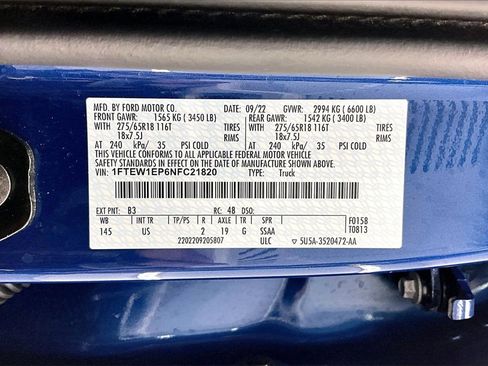 MFD. BY FORD MOTOR CO.
DATE: 09/22 GVWR: 2994 KG ( 6600 LB)
FRONT GAWR: 1565 KG ( 3450 LB) REAR GAWR: 1542 KG ( 3400 LB)
WITH 275/65R18 116T TIRES WITH 275/65R18 116T TIRES
18x7.5J RIMS 18x7.5J RIMS
AT 240 kPa/ 35 PSI COLD AT 240 kPa/ 35 PSI COLD
THIS VEHICLE CONFORMS TO ALL APPLICABLE FEDERAL MOTOR VEHICLE
SAFETY STANDARDS IN EFFECT ON THE DATE OF MANUFACTURE SHOWN ABOVE.
VIN: 1FTEW1EP6NFC21820 TYPE: Truck
EXT PNT: B3 RC: 48 DSO:
WB INT TR TP/PS R AXLE TR SPR
145 US 2 19 G SSAA
F0158
T0813
2202209205807 ULC 5U5A-3520472-AA